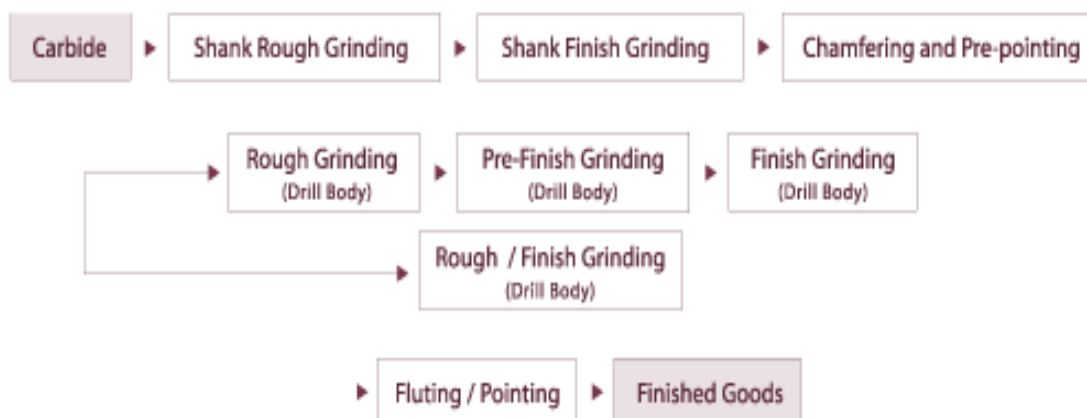 Carbide
Shank Rough Grinding
Shank Finish Grinding
Chamfering and Pre-pointing
Rough Grinding
(Drill Body)
Pre-Finish Grinding
(Drill Body)
Finish Grinding
(Drill Body)
Rough / Finish Grinding
(Drill Body)
Fluting / Pointing
Finished Goods